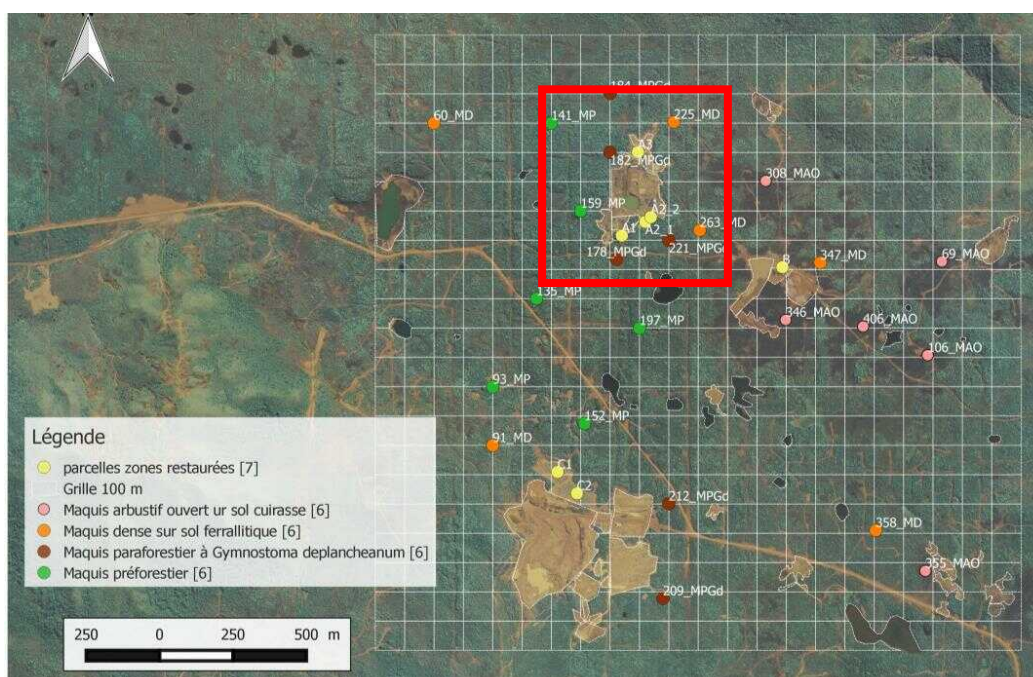 N
184_MPGd
60_MD
141_MP
225_MD
A3
182_MPGd
308_MAO
159_MP
A2_2
263_MD
A1
A2_1
178_MPGd
221_MPGd
B
347_MD
69_MAO
135_MP
197_MP
346_MAO
406_MAO
106_MAO
93_MP
152_MP
91_MD
C1
C2
212_MPGd
358_MD
355_MAO
209_MPGd
Légende
parcelles zones restaurées [7]
Grille 100 m
Maquis arbustif ouvert ur sol cuirasse [6]
Maquis dense sur sol ferrallitique [6]
Maquis paraforestier à Gymnostoma deplancheanum [6]
Maquis préforestier [6]
250 0 250 500 m